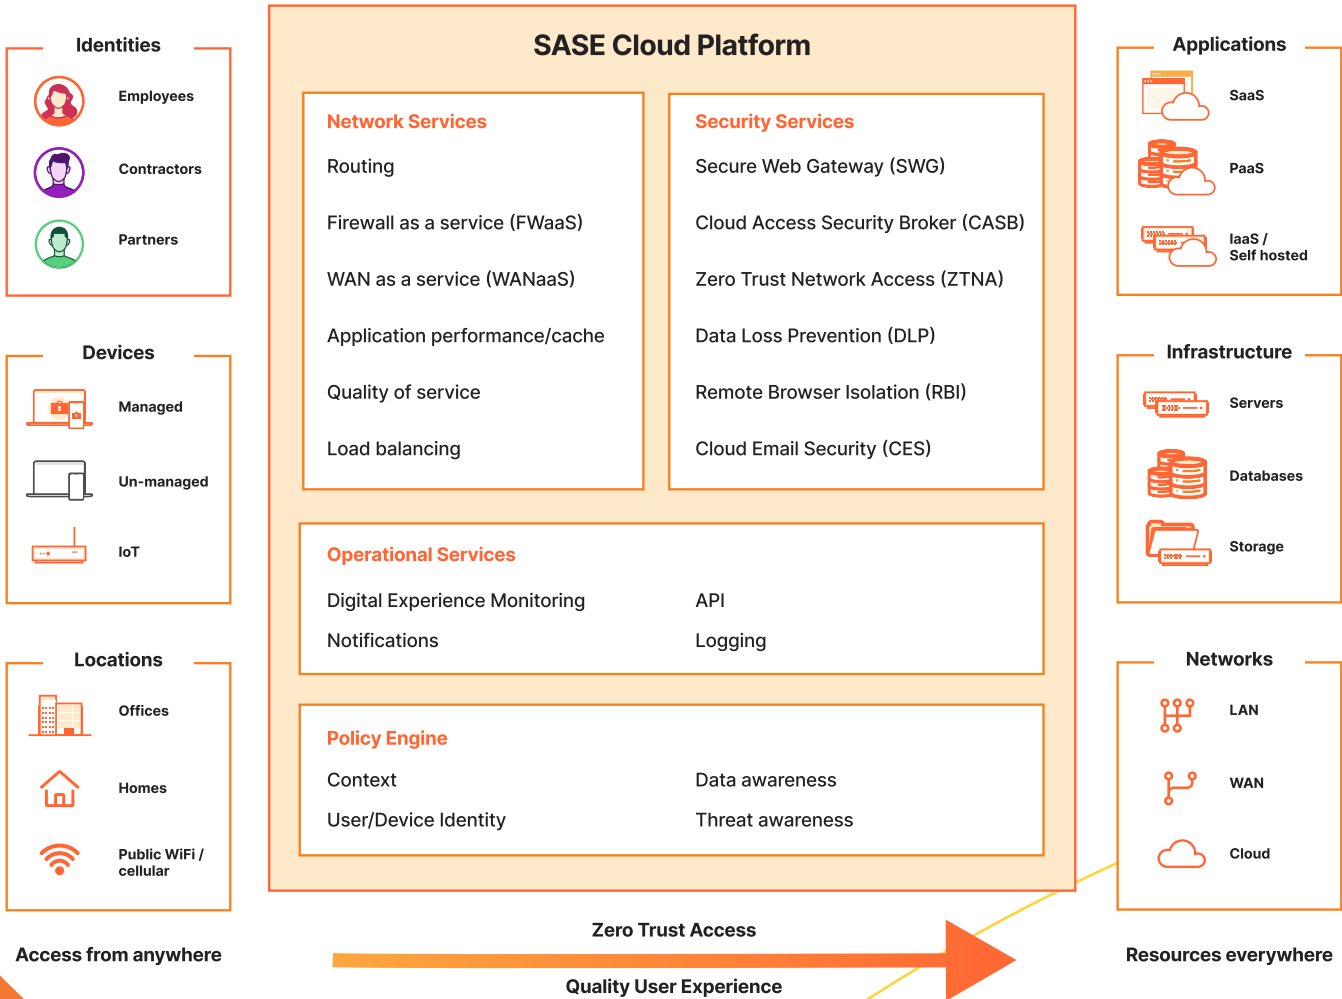 Identities
Employees
Contractors
Partners
Devices
Managed
Un-managed
IoT
Locations
Offices
Homes
Public WiFi /
cellular
Access from anywhere
SASE Cloud Platform
Network Services
Routing
Firewall as a service (FWaaS)
WAN as a service (WANaaS)
Application performance/cache
Quality of service
Load balancing
Security Services
Secure Web Gateway (SWG)
Cloud Access Security Broker (CASB)
Zero Trust Network Access (ZTNA)
Data Loss Prevention (DLP)
Remote Browser Isolation (RBI)
Cloud Email Security (CES)
Operational Services
Digital Experience Monitoring
Notifications
API
Logging
Policy Engine
Context
User/Device Identity
Data awareness
Threat awareness
Zero Trust Access
Quality User Experience
Applications
SaaS
PaaS
IaaS /
Self hosted
Infrastructure
Servers
Databases
Storage
Networks
LAN
WAN
Cloud
Resources everywhere